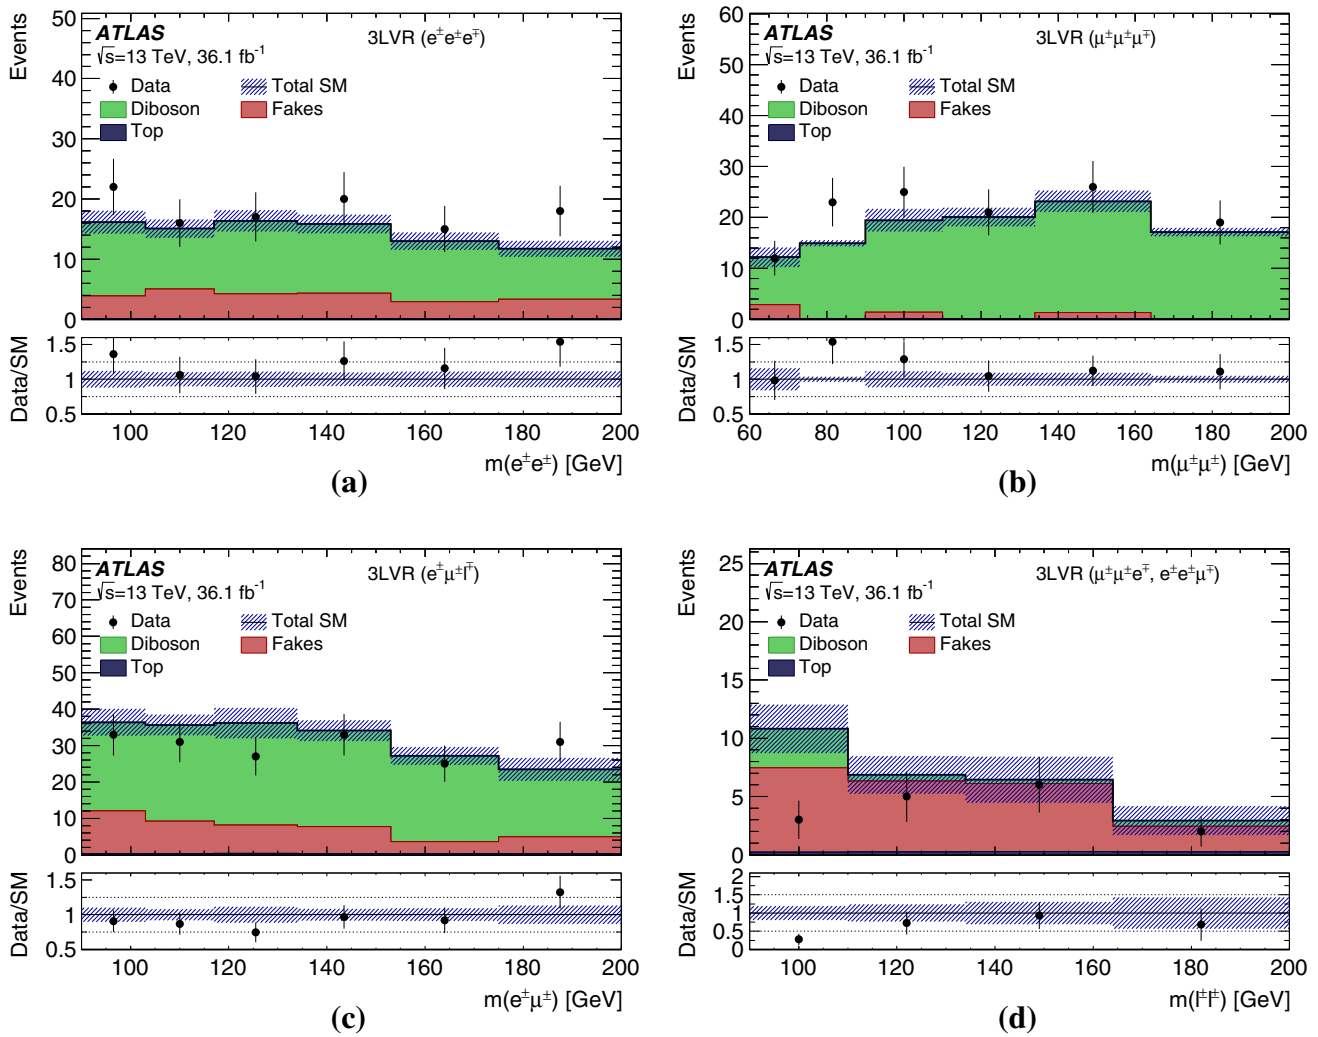 ATLAS
√s=13 TeV, 36.1 fb⁻¹
3LVR (e±e±e∓)
Data
Total SM
Diboson
Fakes
Top
Events
50
40
30
20
10
0
Data/SM
1.5
1
0.5
100 120 140 160 180 200
m(e±e±) [GeV]
(a)
ATLAS
√s=13 TeV, 36.1 fb⁻¹
3LVR (μ±μ±μ∓)
Data
Total SM
Diboson
Fakes
Top
Events
60
50
40
30
20
10
0
Data/SM
1.5
1
0.5
60 80 100 120 140 160 180 200
m(μ±μ±) [GeV]
(b)
ATLAS
√s=13 TeV, 36.1 fb⁻¹
3LVR (e±μ±l∓)
Data
Total SM
Diboson
Fakes
Top
Events
80
70
60
50
40
30
20
10
0
Data/SM
1.5
1
0.5
100 120 140 160 180 200
m(e±μ±) [GeV]
(c)
ATLAS
√s=13 TeV, 36.1 fb⁻¹
3LVR (μ±μ±e∓, e±e±μ∓)
Data
Total SM
Diboson
Fakes
Top
Events
25
20
15
10
5
0
Data/SM
2
1.5
1
0.5
0
100 120 140 160 180 200
m(l±l±) [GeV]
(d)